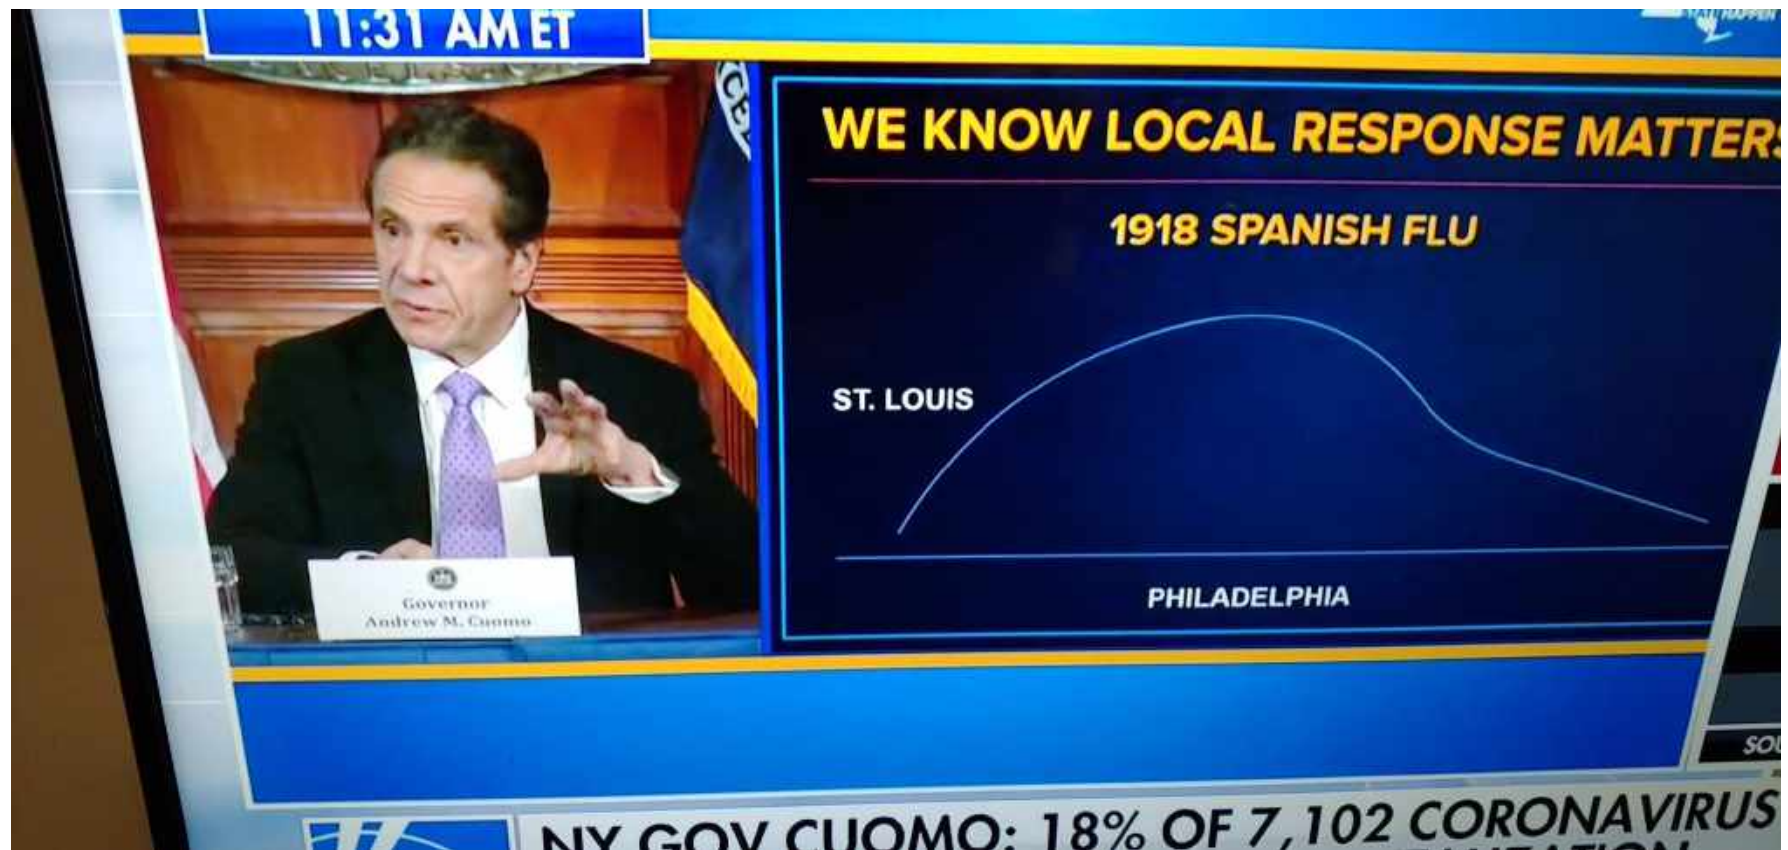 11:31 AM ET
WE KNOW LOCAL RESPONSE MATTERS
1918 SPANISH FLU
ST. LOUIS
PHILADELPHIA
Governor
Andrew M. Cuomo
NY GOV CUOMO: 18% OF 7,102 CORONAVIRUS